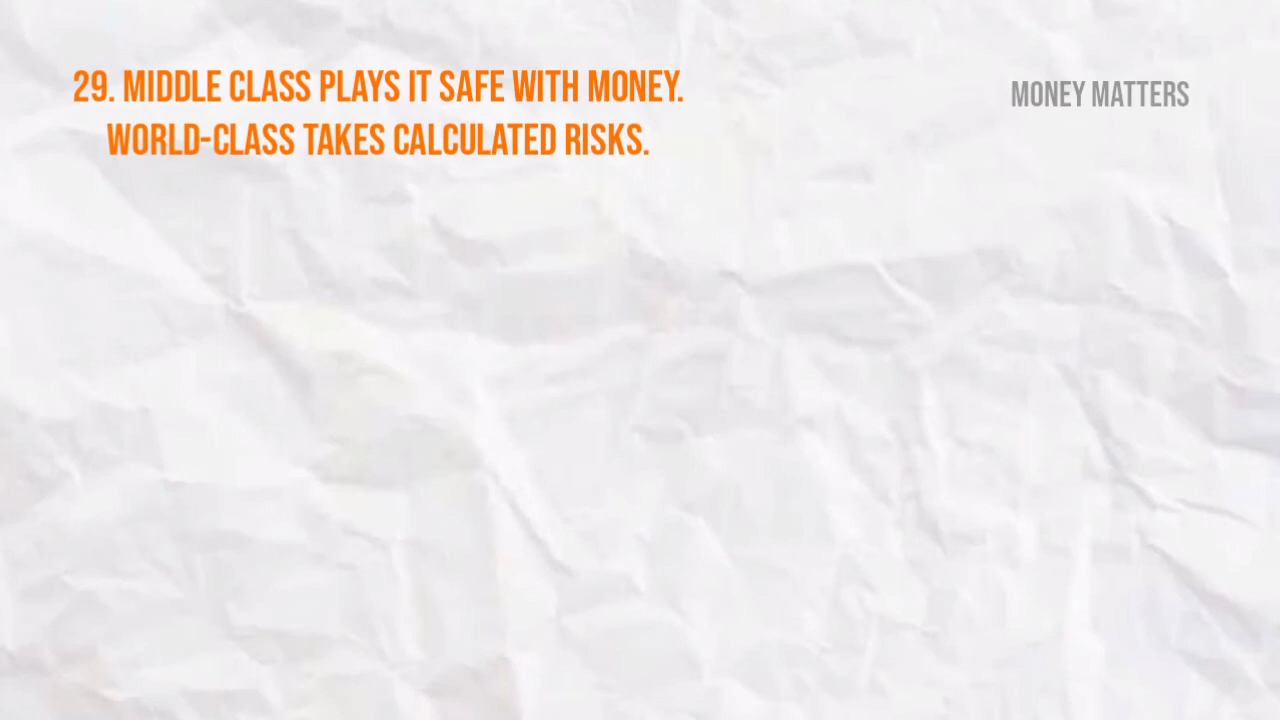 29. MIDDLE CLASS PLAYS IT SAFE WITH MONEY.
WORLD-CLASS TAKES CALCULATED RISKS.
MONEY MATTERS